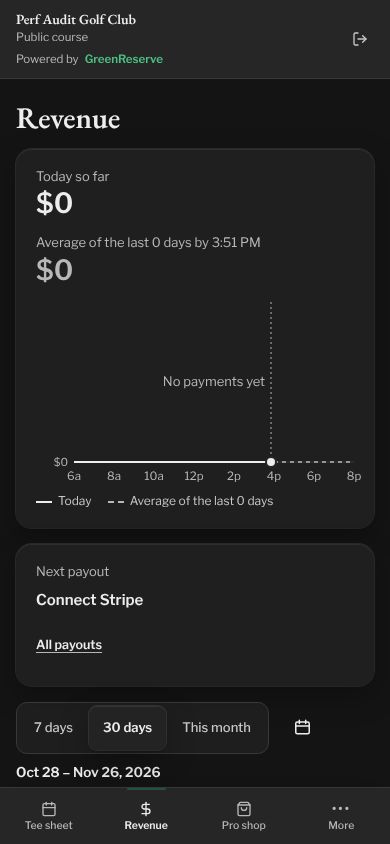 Perf Audit Golf Club
Public course
Powered by GreenReserve
Revenue
Today so far
$0
Average of the last 0 days by 3:51 PM
$0
No payments yet
$0
6a 8a 10a 12p 2p 4p 6p 8p
Today Average of the last 0 days
Next payout
Connect Stripe
All payouts
7 days 30 days This month
Oct 28 – Nov 26, 2026
Tee sheet Revenue Pro shop More